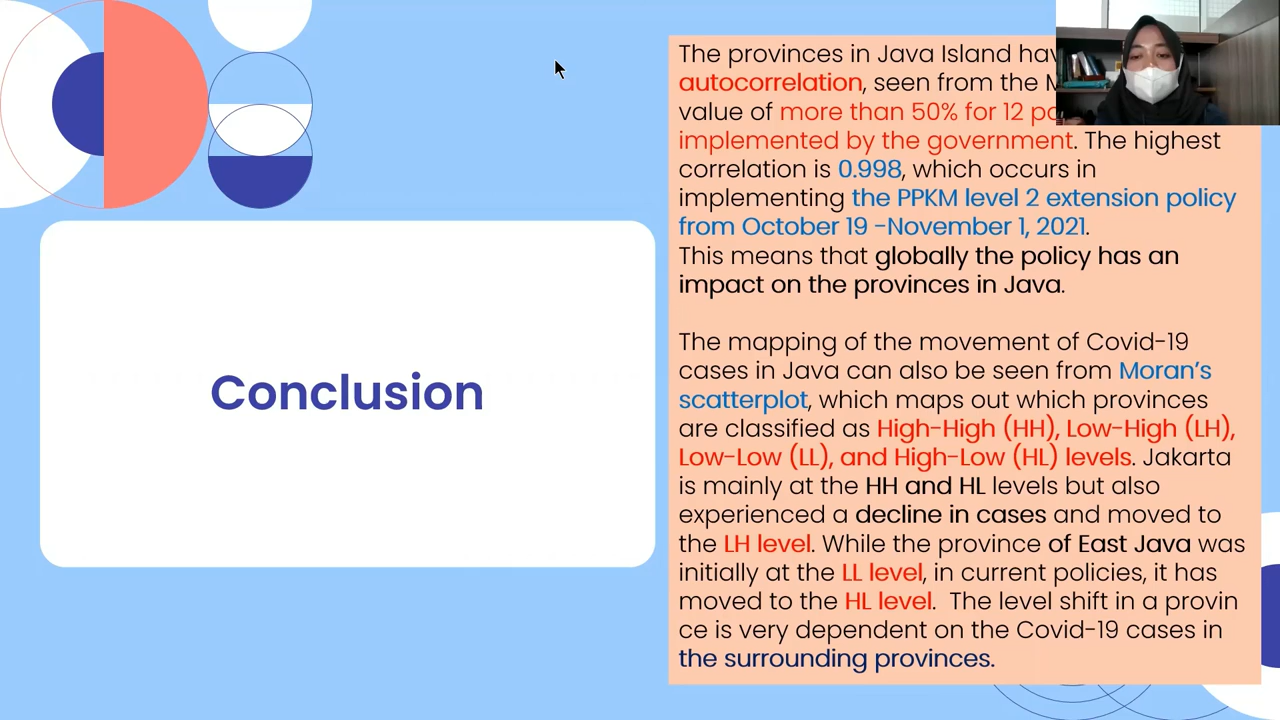 Conclusion
The provinces in Java Island
autocorrelation, seen from the
value of more than 50% for 12
implemented by the government. The highest
correlation is 0.998, which occurs in
implementing the PPKM level 2 extension policy
from October 19 –November 1, 2021.
This means that globally the policy has an
impact on the provinces in Java.
The mapping of the movement of Covid-19
cases in Java can also be seen from Moran's
scatterplot, which maps out which provinces
are classified as High-High (HH), Low-High (LH),
Low-Low (LL), and High-Low (HL) levels. Jakarta
is mainly at the HH and HL levels but also
experienced a decline in cases and moved to
the LH level. While the province of East Java was
initially at the LL level, in current policies, it has
moved to the HL level. The level shift in a provin
ce is very dependent on the Covid-19 cases in
the surrounding provinces.